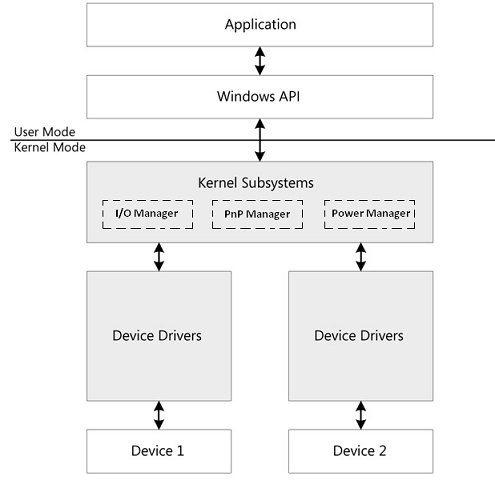 Application
Windows API
User Mode
Kernel Mode
Kernel Subsystems
I/O Manager
PnP Manager
Power Manager
Device Drivers
Device Drivers
Device 1
Device 2